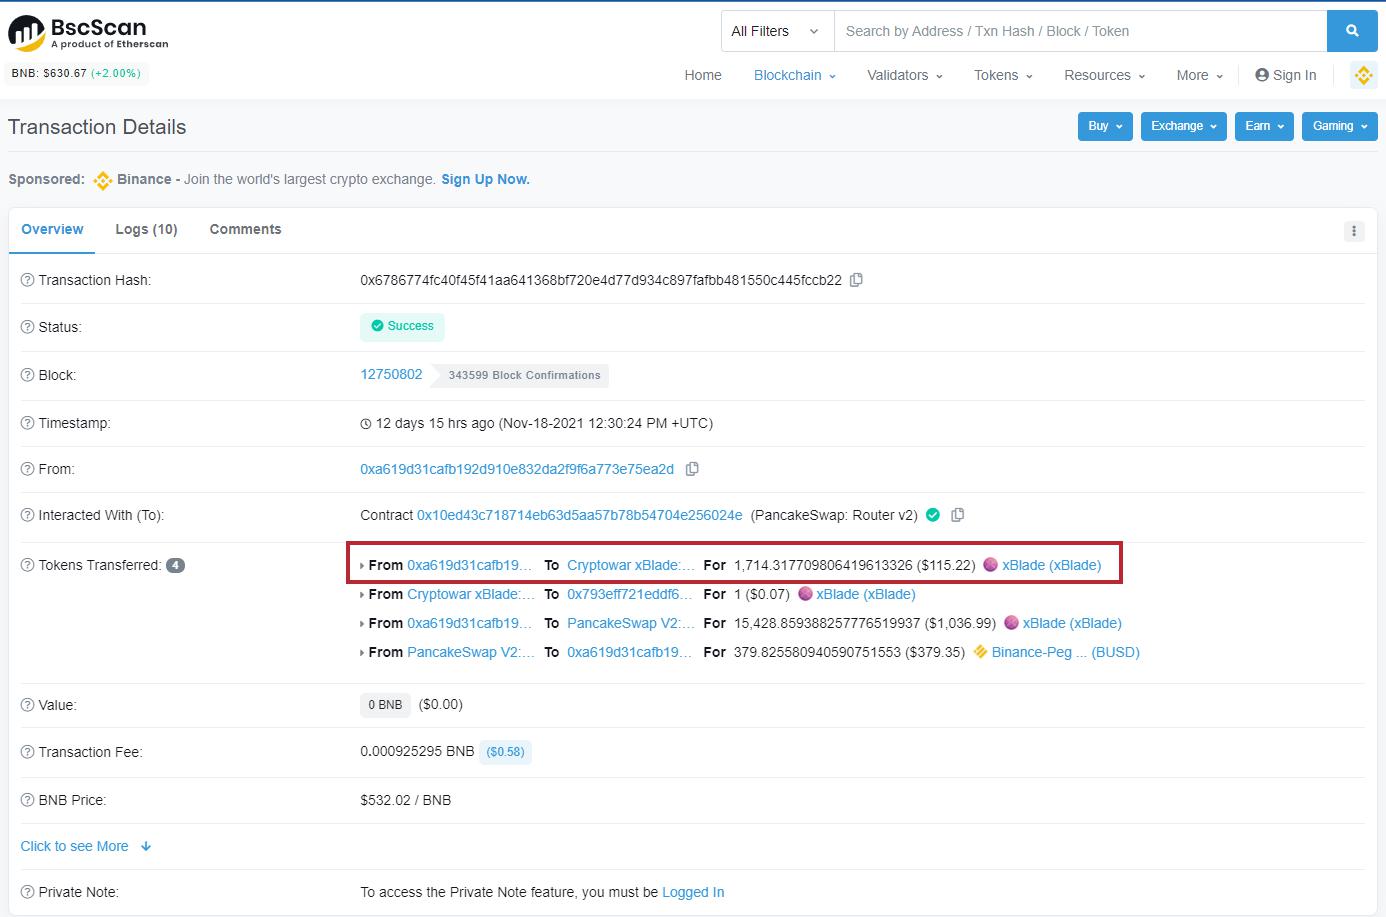 BscScan
A product of Etherscan
All Filters
Search by Address / Txn Hash / Block / Token
BNB: $630.67 (+2.00%)
Home Blockchain Validators Tokens Resources More Sign In
Transaction Details
Buy Exchange Earn Gaming
Sponsored: Binance - Join the world's largest crypto exchange. Sign Up Now.
Overview Logs (10) Comments
Transaction Hash: 0x6786774fc40f45f41aa641368bf720e4d77d934c897fafbb481550c445fccb22
Status: Success
Block: 12750802 343599 Block Confirmations
Timestamp: 12 days 15 hrs ago (Nov-18-2021 12:30:24 PM +UTC)
From: 0xa619d31cafb192d910e832da2f9f6a773e75ea2d
Interacted With (To): Contract 0x10ed43c718714eb63d5aa57b78b54704e256024e (PancakeSwap: Router v2)
Tokens Transferred: 4 From 0xa619d31cafb19... To Cryptowar xBlade:... For 1,714.317709806419613326 ($115.22) xBlade (xBlade)
From Cryptowar xBlade:... To 0x793eff721eddf6... For 1 ($0.07) xBlade (xBlade)
From 0xa619d31cafb19... To PancakeSwap V2:... For 15,428.859388257776519937 ($1,036.99) xBlade (xBlade)
From PancakeSwap V2:... To 0xa619d31cafb19... For 379.825580940590751553 ($379.35) Binance-Peg ... (BUSD)
Value: 0 BNB ($0.00)
Transaction Fee: 0.000925295 BNB ($0.58)
BNB Price: $532.02 / BNB
Click to see More
Private Note: To access the Private Note feature, you must be Logged In